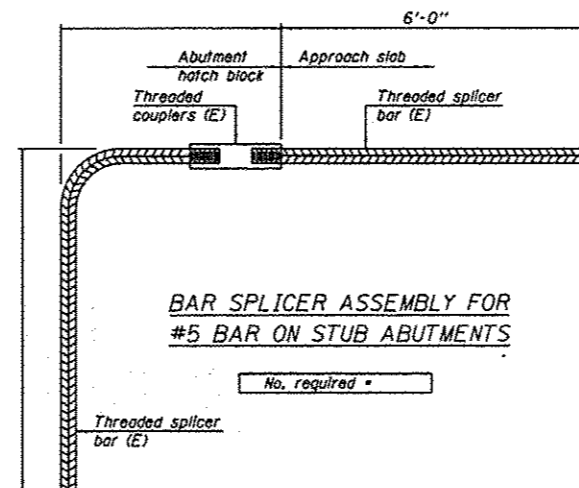 6'-0"
Abutment
hatch block
Approach slab
Threaded
couplers (E)
Threaded splicer
bar (E)
BAR SPLICER ASSEMBLY FOR
#5 BAR ON STUB ABUTMENTS
No. required =
Threaded splicer
bar (E)